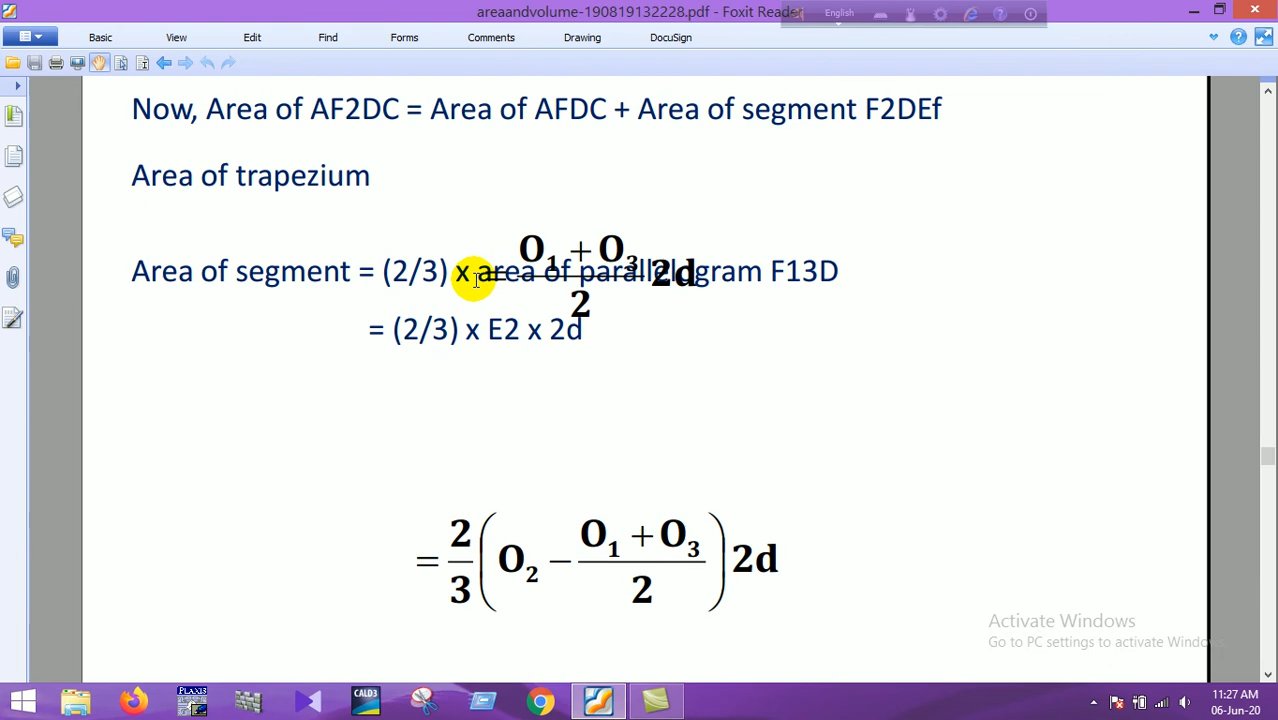 areaandvolume-190819132228.pdf - Foxit Reader
English
Basic View Edit Find Forms Comments Drawing DocuSign
Now, Area of AF2DC = Area of AFDC + Area of segment F2DEf
Area of trapezium
= (O₁ + O₃)/2 2d
Area of segment = (2/3) x area of parallelogram F13D
= (2/3) x E2 x 2d
= 2/3 (O₂ − (O₁ + O₃)/2) 2d
Activate Windows
Go to PC settings to activate Windows
PLAXIS CALD3
11:27 AM
06-Jun-20